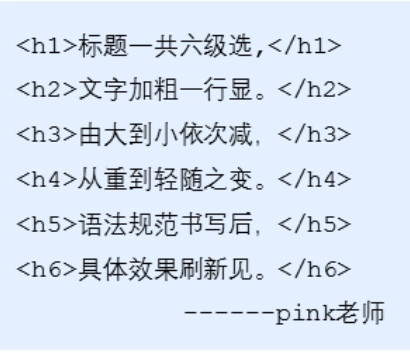 <h1>标题一共六级选,</h1>
<h2>文字加粗一行显。</h2>
<h3>由大到小依次减，</h3>
<h4>从重到轻随之变。</h4>
<h5>语法规范书写后，</h5>
<h6>具体效果刷新见。</h6>
------pink老师